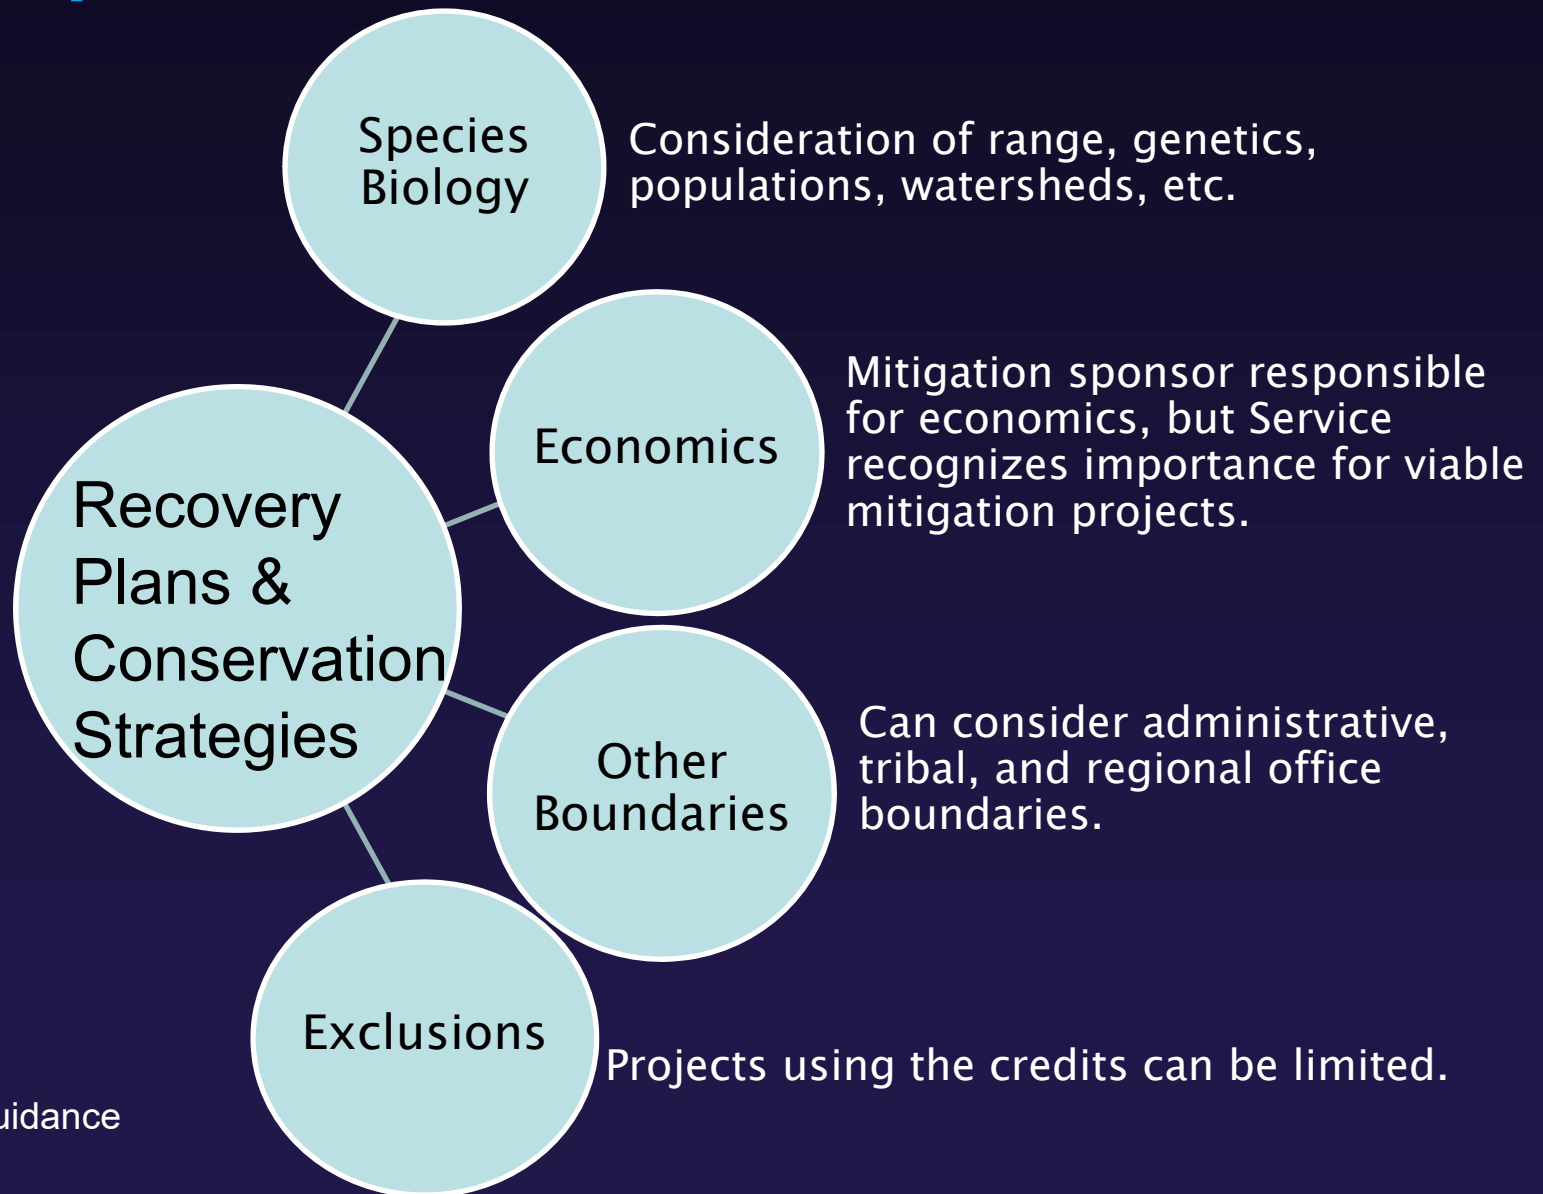 Species
Biology
Consideration of range, genetics,
populations, watersheds, etc.
Economics
Mitigation sponsor responsible
for economics, but Service
recognizes importance for viable
mitigation projects.
Recovery
Plans &
Conservation
Strategies
Other
Boundaries
Can consider administrative,
tribal, and regional office
boundaries.
Exclusions
Projects using the credits can be limited.